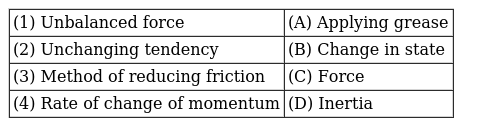 (1) Unbalanced force (A) Applying grease
(2) Unchanging tendency (B) Change in state
(3) Method of reducing friction (C) Force
(4) Rate of change of momentum (D) Inertia